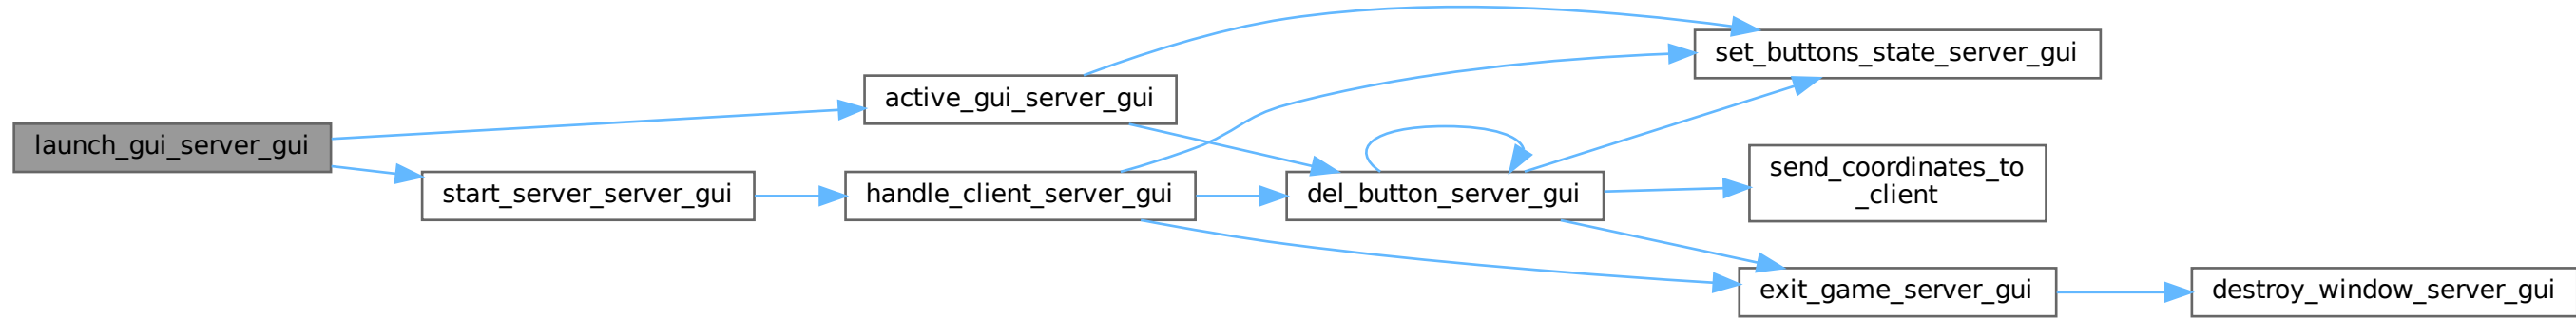 launch_gui_server_gui
active_gui_server_gui
start_server_server_gui
handle_client_server_gui
del_button_server_gui
set_buttons_state_server_gui
send_coordinates_to
_client
exit_game_server_gui
destroy_window_server_gui